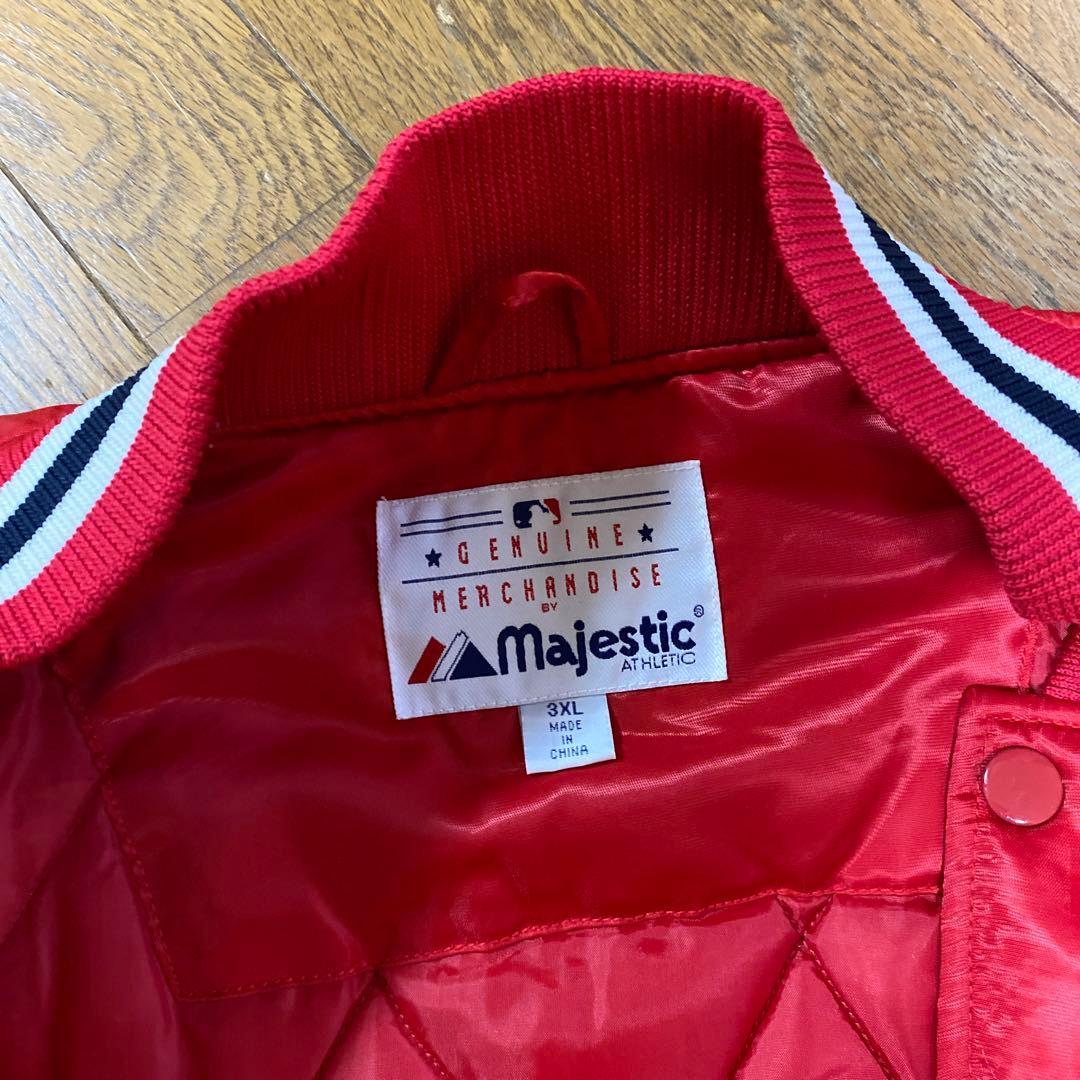 ★ GENUINE ★
MERCHANDISE
BY
Majestic®
ATHLETIC
3XL
MADE
IN
CHINA